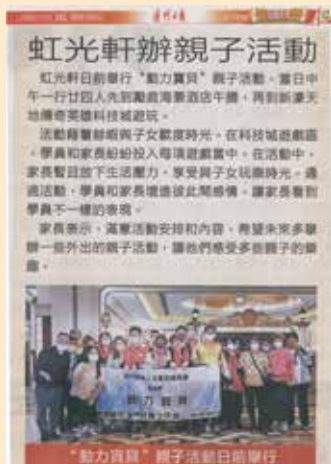 澳門日報
虹光軒辦親子活動
虹光軒日前舉行“動力寶貝”親子活動。當日中
午一行廿四人先到勵庭海景酒店午膳，再到新濠天
地傳奇英雄科技城遊玩。
活動藉着餘暇與子女歡度時光。在科技城遊戲區
，學員和家長紛紛投入每項遊戲當中。在活動中，
家長暫且放下生活壓力，享受與子女玩樂時光。通
過活動，學員和家長增進彼此間感情，讓家長看到
學員不一樣的表現。
家長表示，滿意活動安排和內容，希望未來多舉
辦一些外出的親子活動，讓他們感受多些親子的樂
趣。
動力寶貝
“動力寶貝”親子活動日前舉行